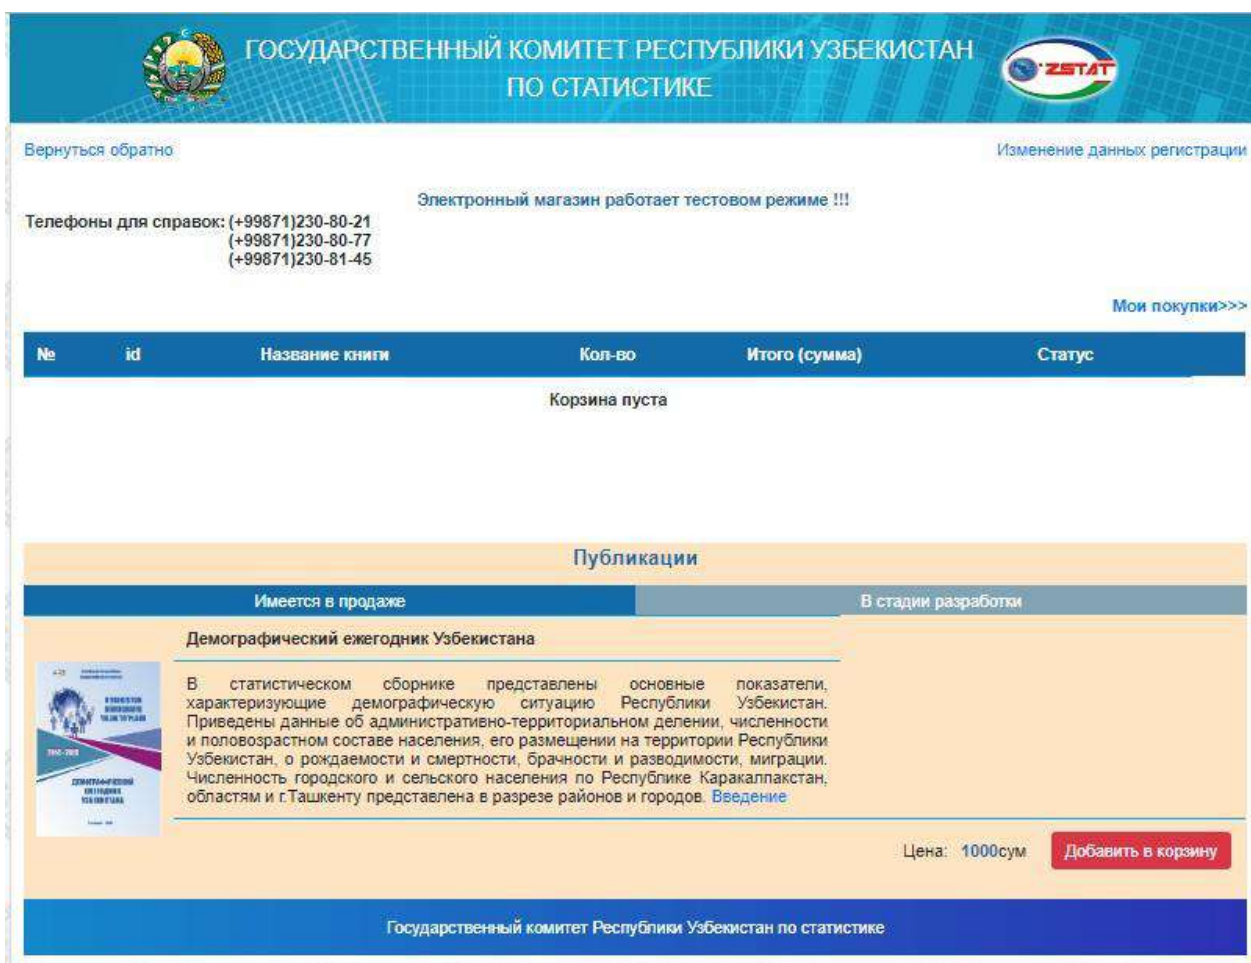 ГОСУДАРСТВЕННЫЙ КОМИТЕТ РЕСПУБЛИКИ УЗБЕКИСТАН
ПО СТАТИСТИКЕ
O'ZSTAT
Вернуться обратно
Изменение данных регистрации
Электронный магазин работает тестовом режиме !!!
Телефоны для справок: (+99871)230-80-21
(+99871)230-80-77
(+99871)230-81-45
Мои покупки>>>
№ id Название книги Кол-во Итого (сумма) Статус
Корзина пуста
Публикации
Имеется в продаже В стадии разработки
Демографический ежегодник Узбекистана
В статистическом сборнике представлены основные показатели,
характеризующие демографическую ситуацию Республики Узбекистан.
Приведены данные об административно-территориальном делении, численности
и половозрастном составе населения, его размещении на территории Республики
Узбекистан, о рождаемости и смертности, брачности и разводимости, миграции.
Численность городского и сельского населения по Республике Каракалпакстан,
областям и г.Ташкенту представлена в разрезе районов и городов. Введение
ДЕМОГРАФИЧЕСКИЙ
ЕЖЕГОДНИК
УЗБЕКИСТАНА
Цена: 1000сум Добавить в корзину
Государственный комитет Республики Узбекистан по статистике